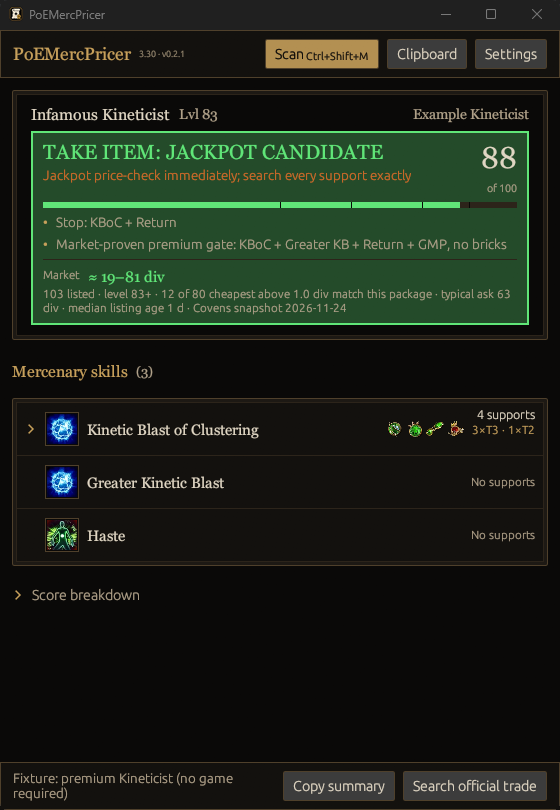 PoEMercPricer
PoEMercPricer 3.30 · v0.2.1 Scan Ctrl+Shift+M Clipboard Settings
Infamous Kineticist Lvl 83 Example Kineticist
TAKE ITEM: JACKPOT CANDIDATE 88
Jackpot price-check immediately; search every support exactly of 100
• Stop: KBoC + Return
• Market-proven premium gate: KBoC + Greater KB + Return + GMP, no bricks
Market ≈ 19–81 div
103 listed · level 83+ · 12 of 80 cheapest above 1.0 div match this package · typical ask 63
div · median listing age 1 d · Covens snapshot 2026-11-24
Mercenary skills (3)
Kinetic Blast of Clustering 4 supports
3×T3 · 1×T2
Greater Kinetic Blast No supports
Haste No supports
Score breakdown
Fixture: premium Kineticist (no game
required) Copy summary Search official trade